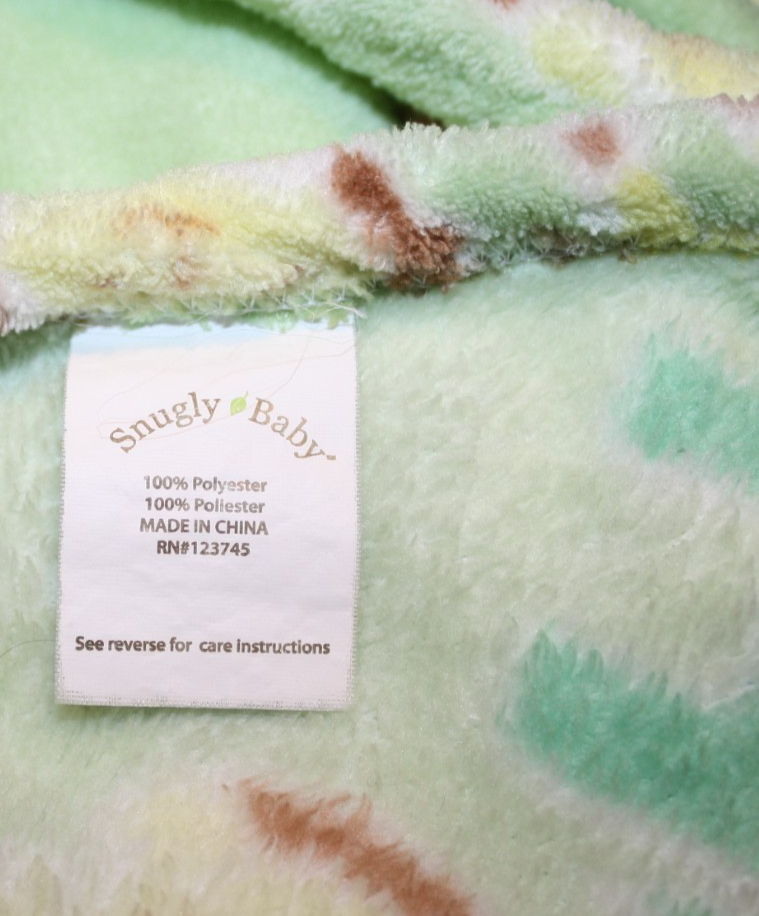 Snugly Baby
100% Polyester
100% Poliester
MADE IN CHINA
RN#123745
See reverse for care instructions